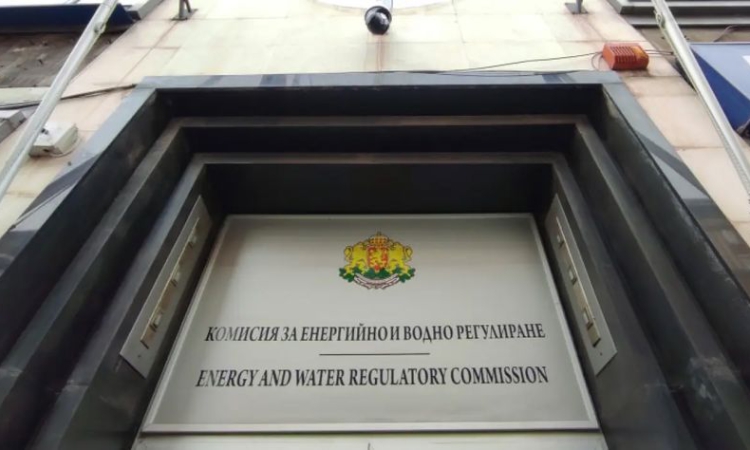 КОМИСИЯ ЗА ЕНЕРГИЙНО И ВОДНО РЕГУЛИРАНЕ
ENERGY AND WATER REGULATORY COMMISSION